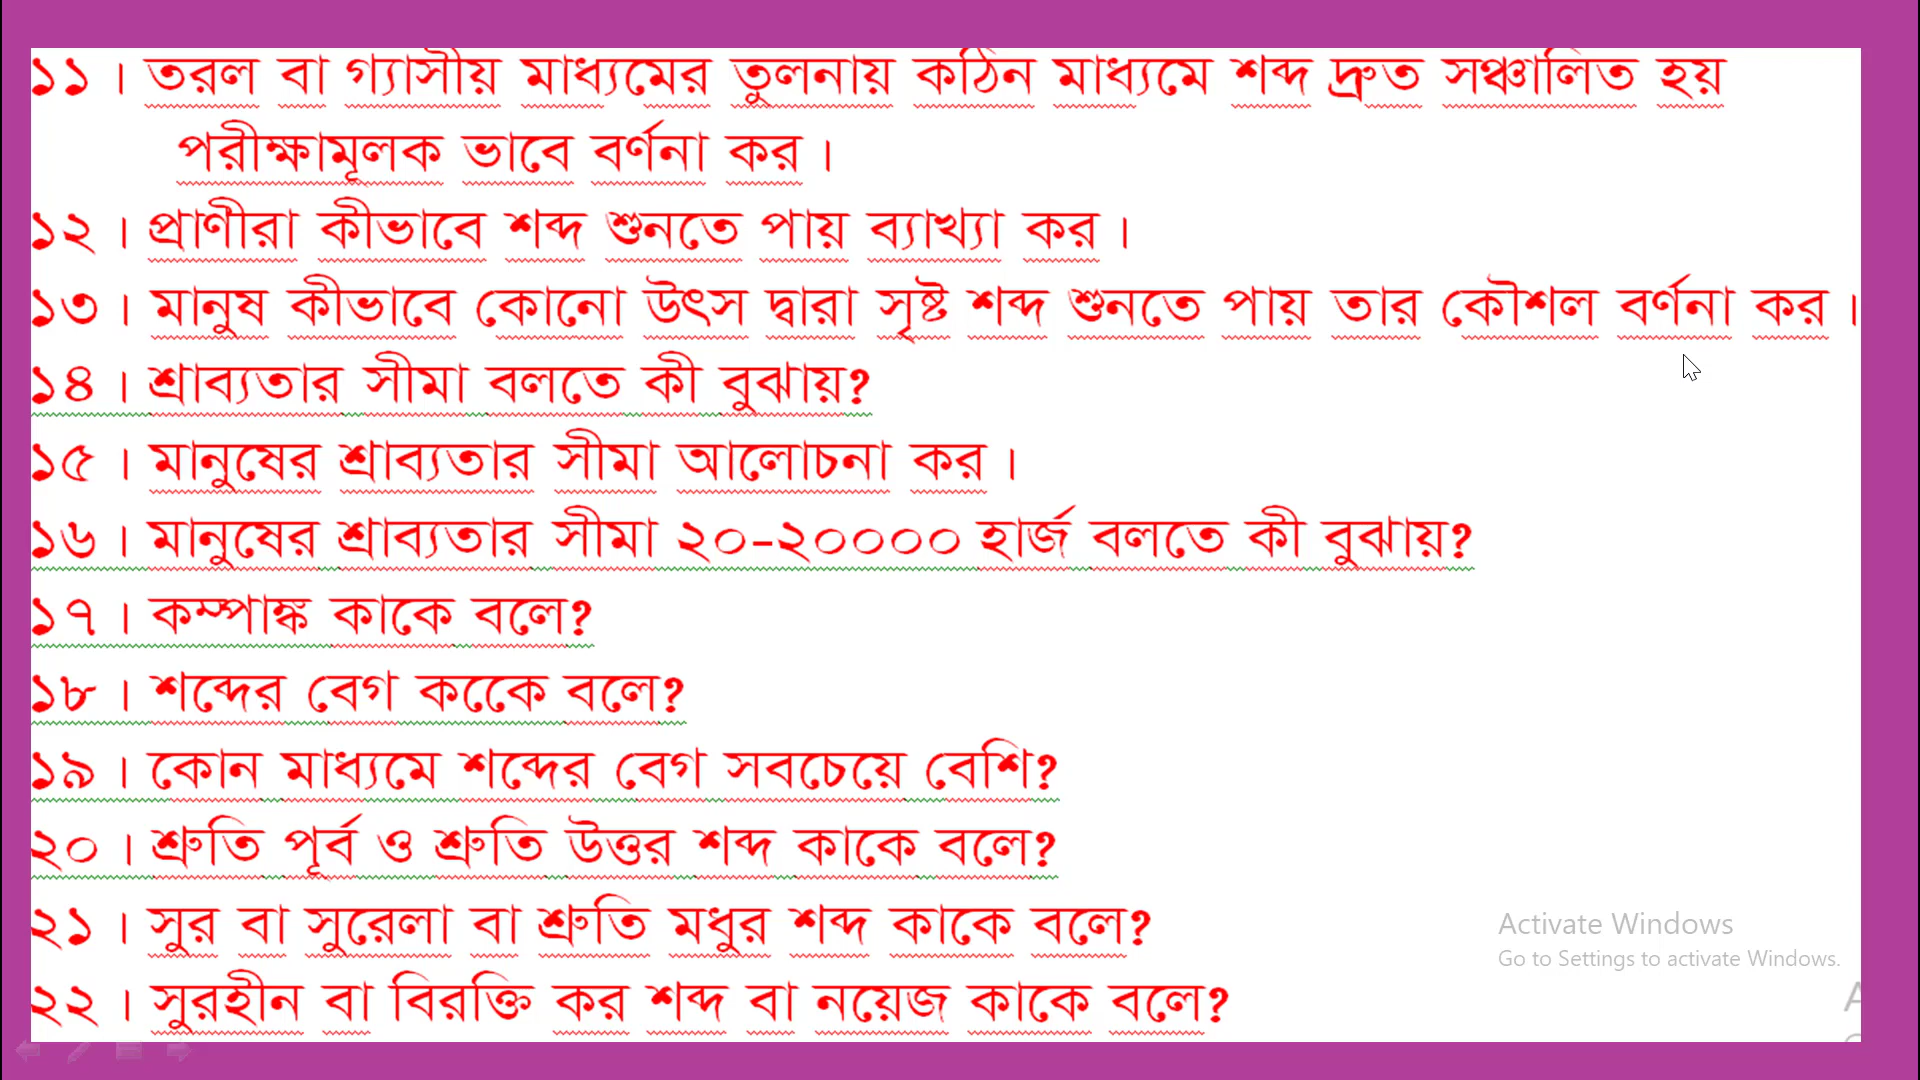 ১১ । তরল বা গ্যাসীয় মাধ্যমের তুলনায় কঠিন মাধ্যমে শব্দ দ্রুত সঞ্চালিত হয়
পরীক্ষামূলক ভাবে বর্ণনা কর ।
১২ । প্রাণীরা কীভাবে শব্দ শুনতে পায় ব্যাখ্যা কর ।
১৩ । মানুষ কীভাবে কোনো উৎস দ্বারা সৃষ্ট শব্দ শুনতে পায় তার কৌশল বর্ণনা কর ।
১৪ । শ্রাব্যতার সীমা বলতে কী বুঝায়?
১৫ । মানুষের শ্রাব্যতার সীমা আলোচনা কর ।
১৬ । মানুষের শ্রাব্যতার সীমা ২০-২০০০০ হার্জ বলতে কী বুঝায়?
১৭ । কম্পাঙ্ক কাকে বলে?
১৮ । শব্দের বেগ ককেে বলে?
১৯ । কোন মাধ্যমে শব্দের বেগ সবচেয়ে বেশি?
২০ । শ্রুতি পূর্ব ও শ্রুতি উত্তর শব্দ কাকে বলে?
২১ । সুর বা সুরেলা বা শ্রুতি মধুর শব্দ কাকে বলে?
২২ । সুরহীন বা বিরক্তি কর শব্দ বা নয়েজ কাকে বলে?
Activate Windows
Go to Settings to activate Windows.